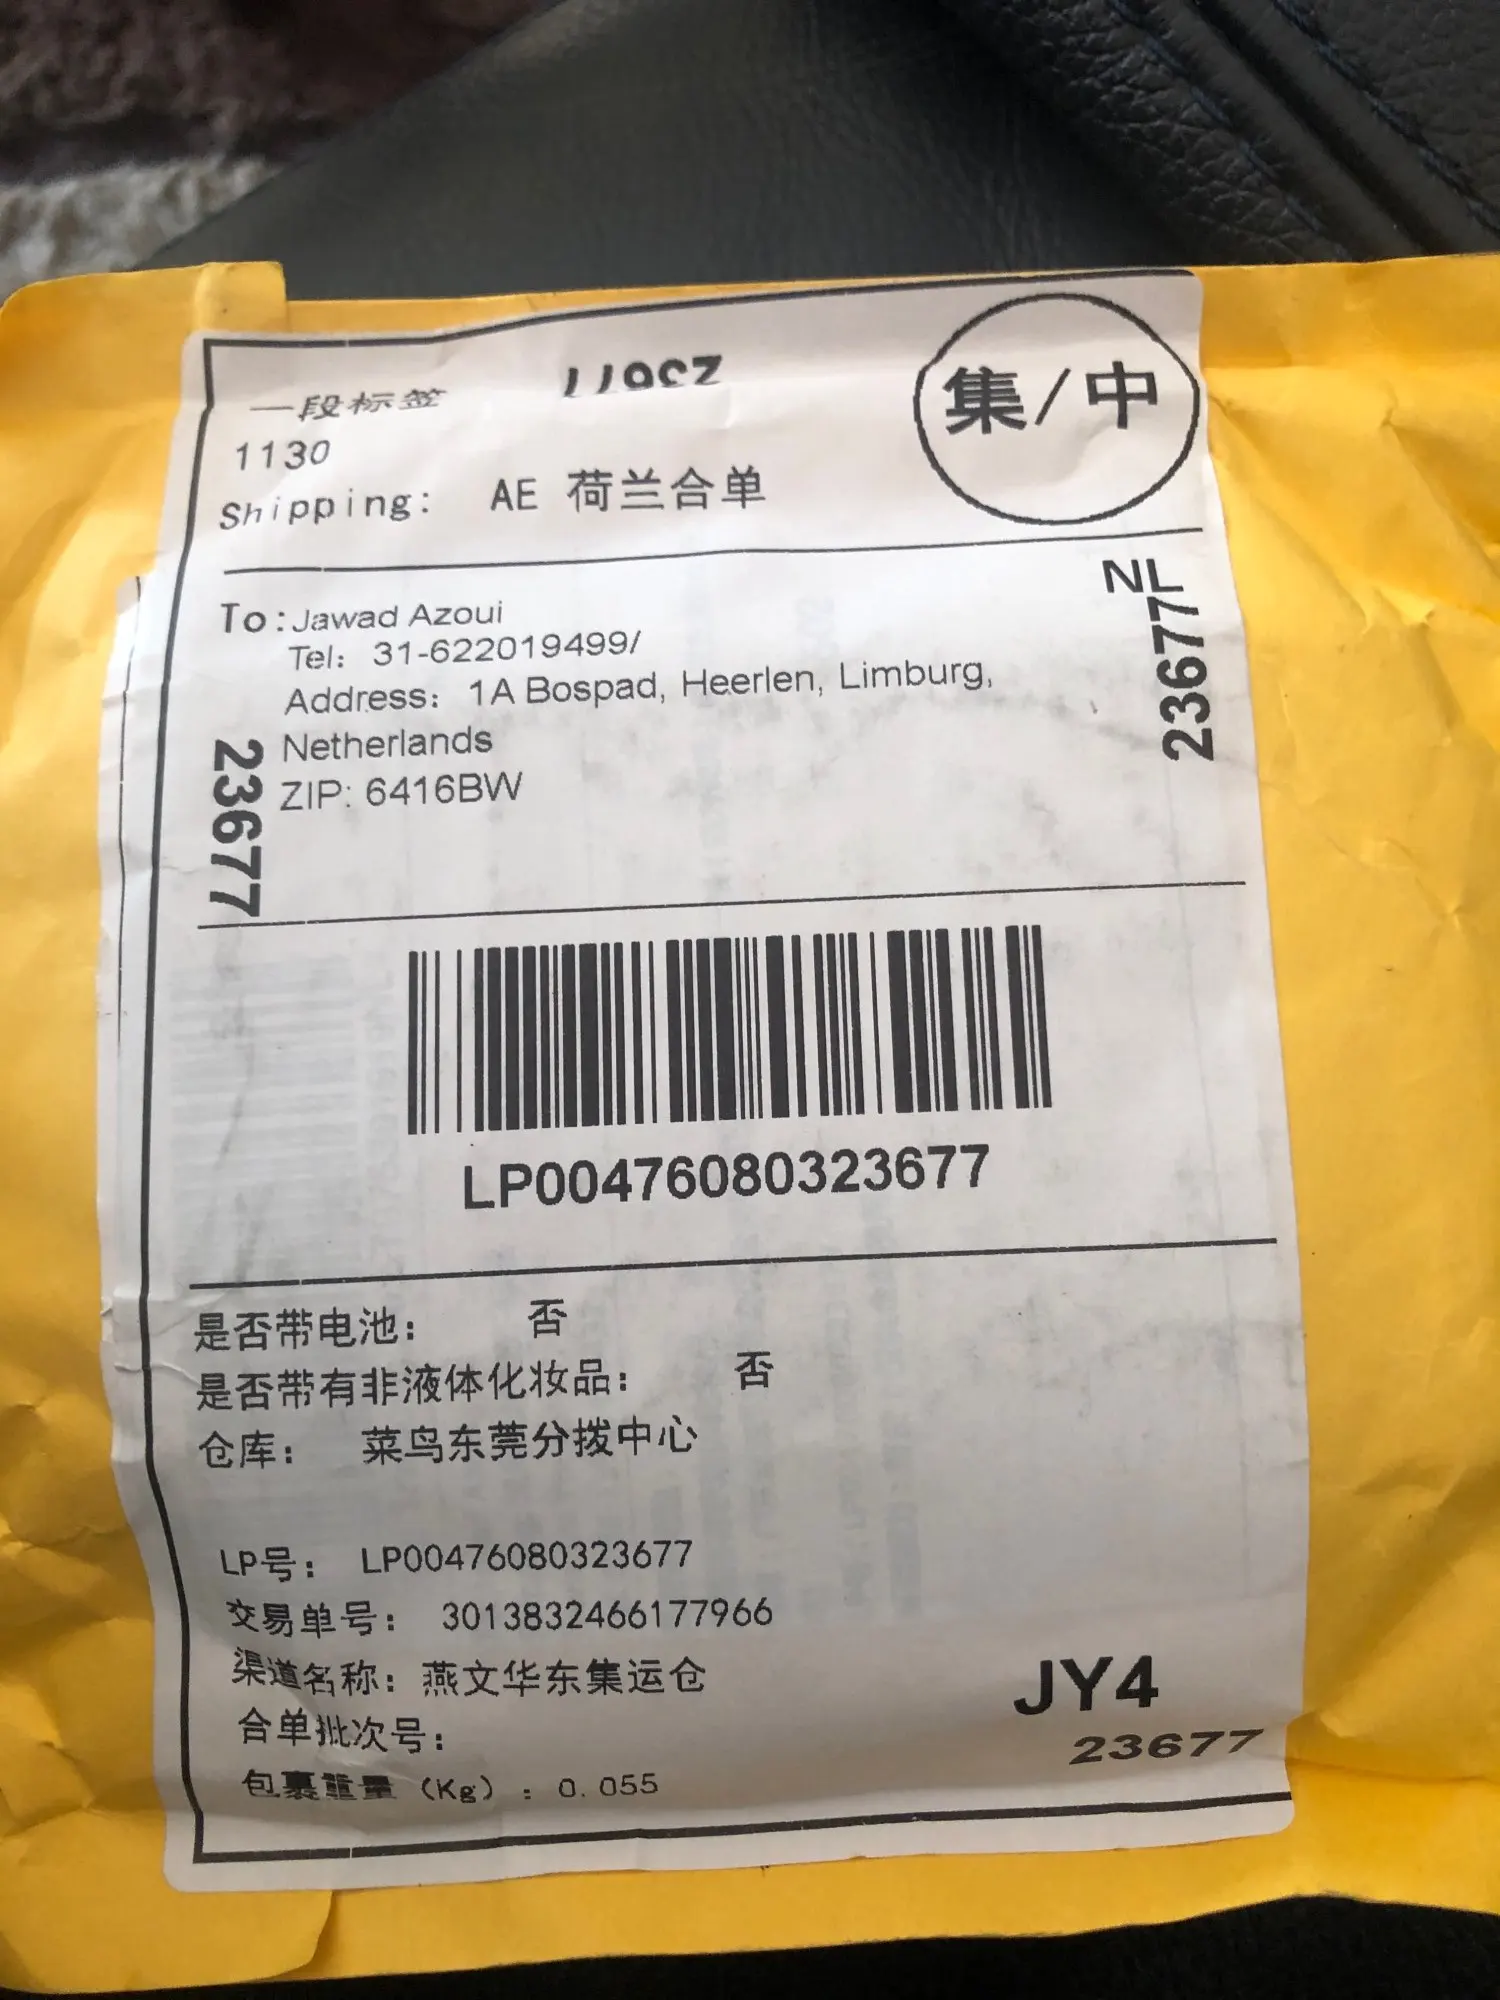 23677
一段标签
集/中
1130
Shipping: AE 荷兰合单
NL
To:Jawad Azoui
Tel: 31-622019499/
Address: 1A Bospad, Heerlen, Limburg,
Netherlands
ZIP: 6416BW
23677
23677
LP00476080323677
是否带电池: 否
是否带有非液体化妆品: 否
仓库: 菜鸟东莞分拨中心
LP号: LP00476080323677
交易单号: 3013832466177966
渠道名称: 燕文华东集运仓
合单批次号:
包裹重量 (Kg) : 0.055
JY4
23677